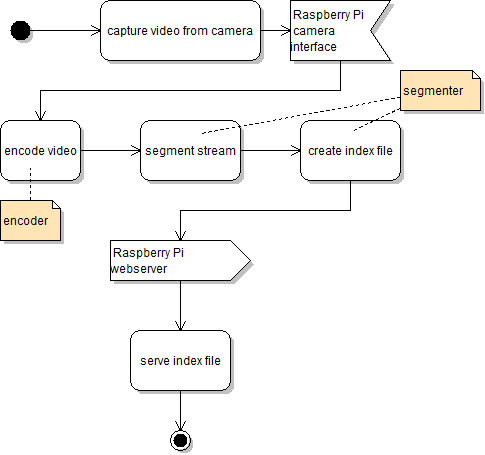 capture video from camera
Raspberry Pi
camera
interface
segmenter
encode video
segment stream
create index file
encoder
Raspberry Pi
webserver
serve index file